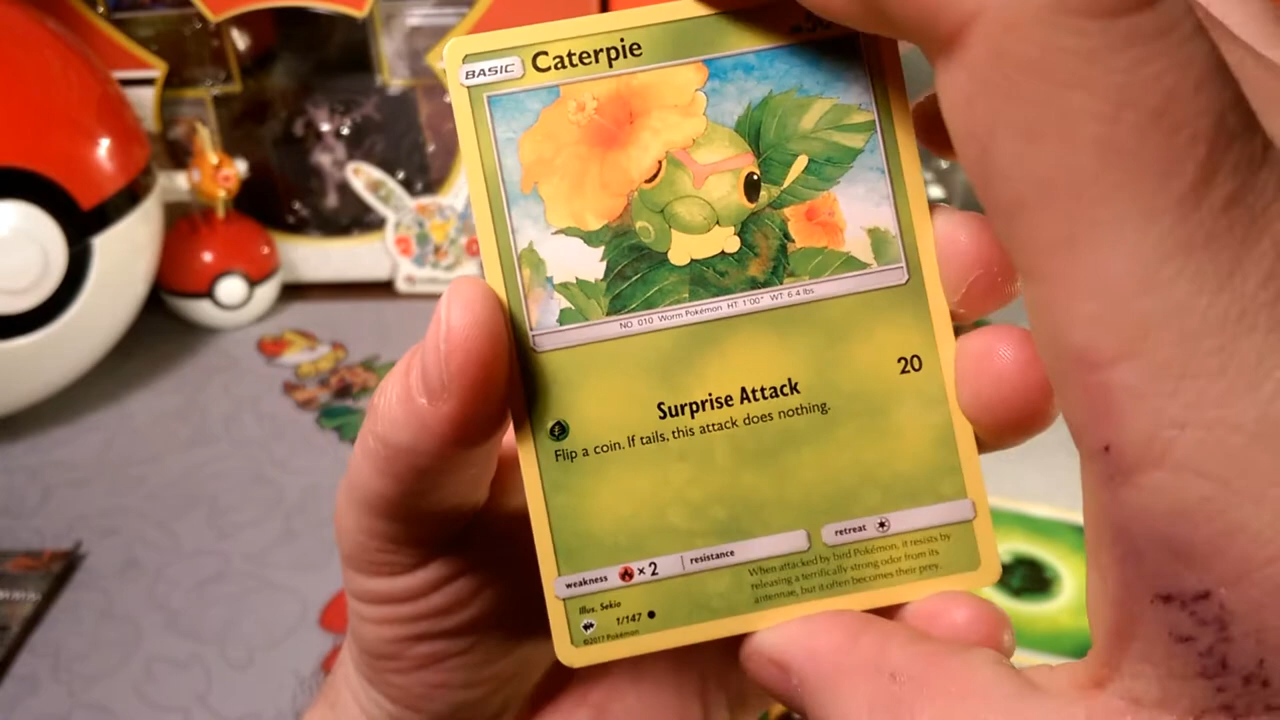 BASIC Caterpie
NO 010 Worm Pokémon HT: 1'00" WT: 6.4 lbs
Surprise Attack 20
Flip a coin. If tails, this attack does nothing.
weakness × 2 resistance retreat
When attacked by bird Pokémon, it resists by
releasing a terrifically strong odor from its
antennae, but it often becomes their prey.
Illus. Sekio
1/147
©2017 Pokémon